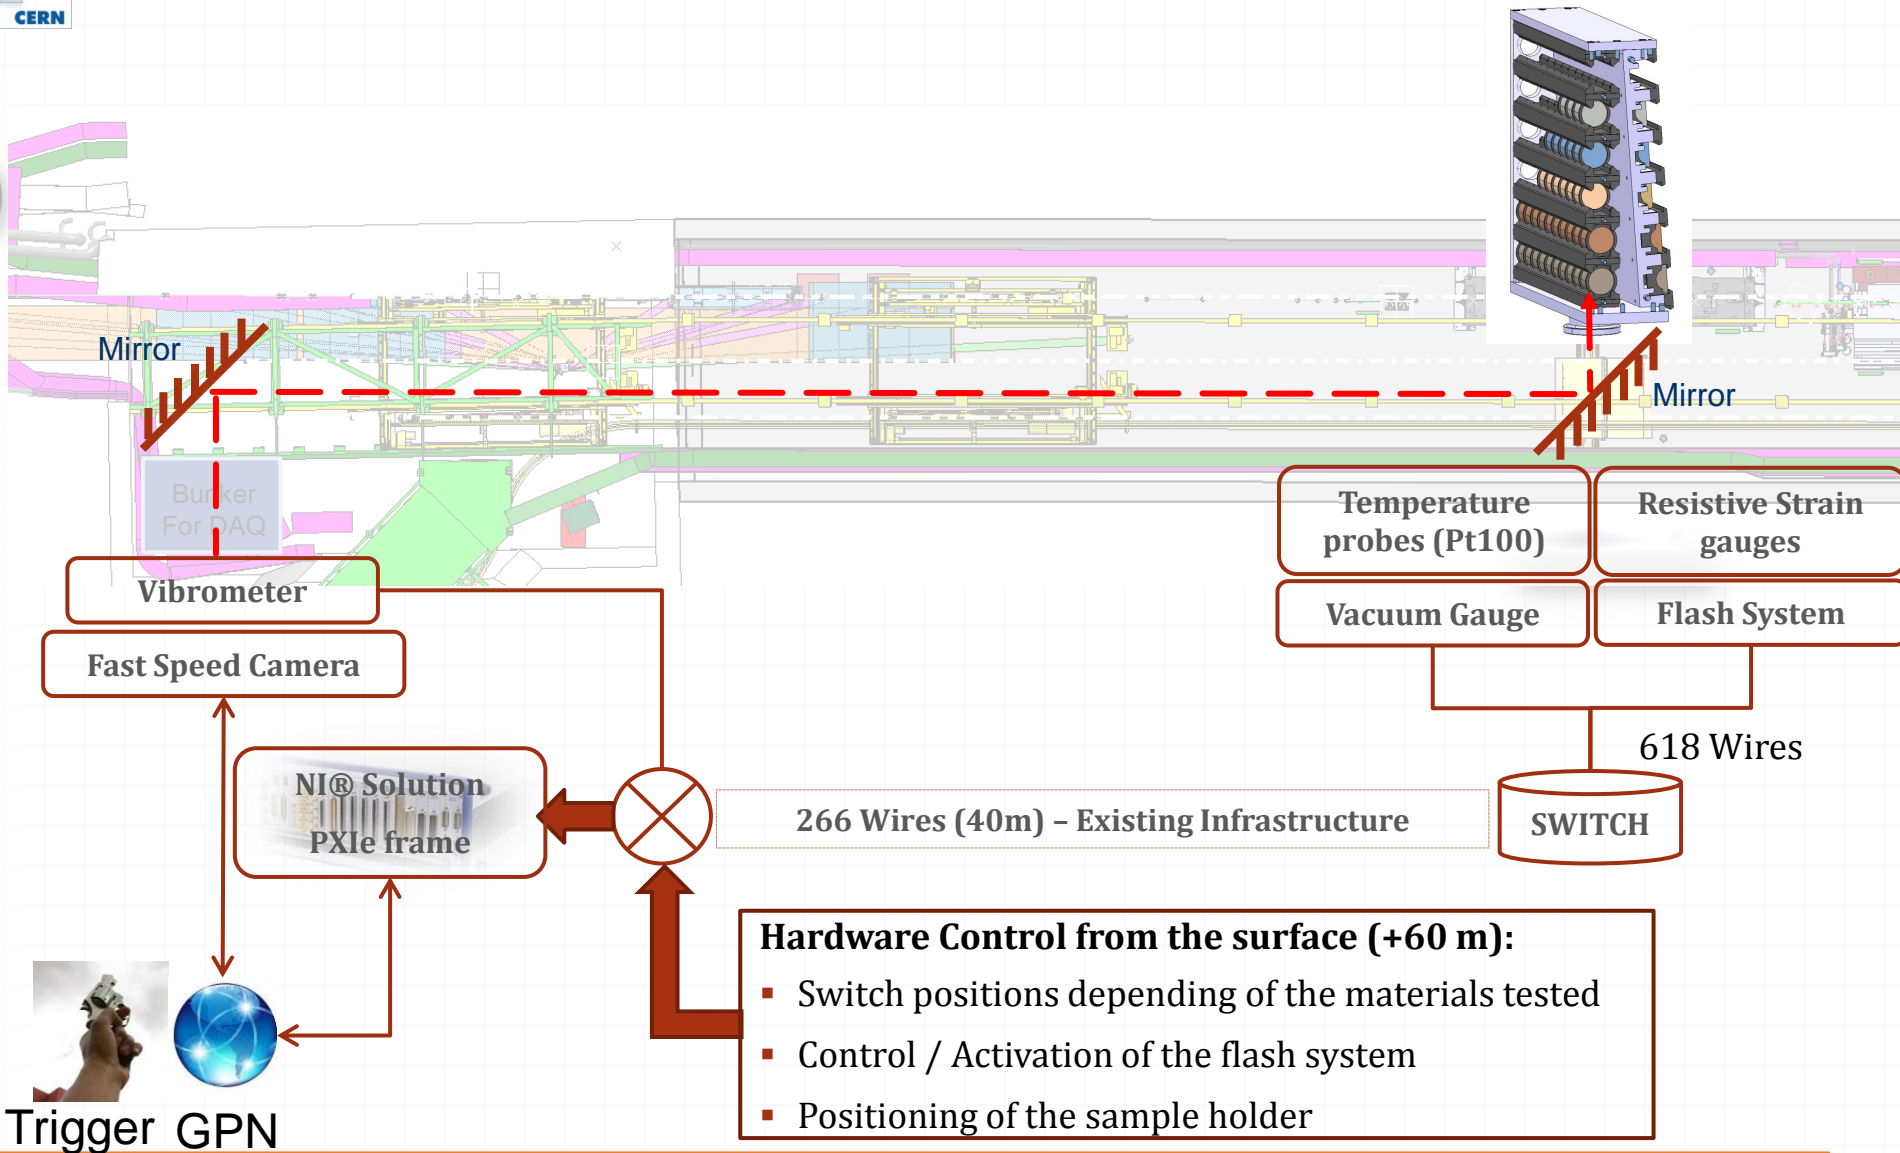 CERN
Mirror
Mirror
Bunker
For DAQ
Temperature
probes (Pt100)
Resistive Strain
gauges
Vibrometer
Vacuum Gauge
Flash System
Fast Speed Camera
618 Wires
NI® Solution
PXIe frame
266 Wires (40m) – Existing Infrastructure
SWITCH
Hardware Control from the surface (+60 m):
▪ Switch positions depending of the materials tested
▪ Control / Activation of the flash system
▪ Positioning of the sample holder
Trigger
GPN